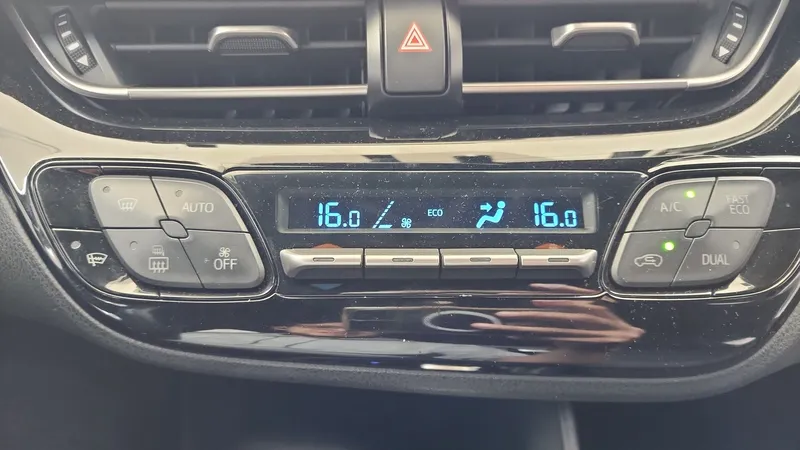 AUTO
OFF
16.0 ECO 16.0
A/C
FAST
ECO
DUAL